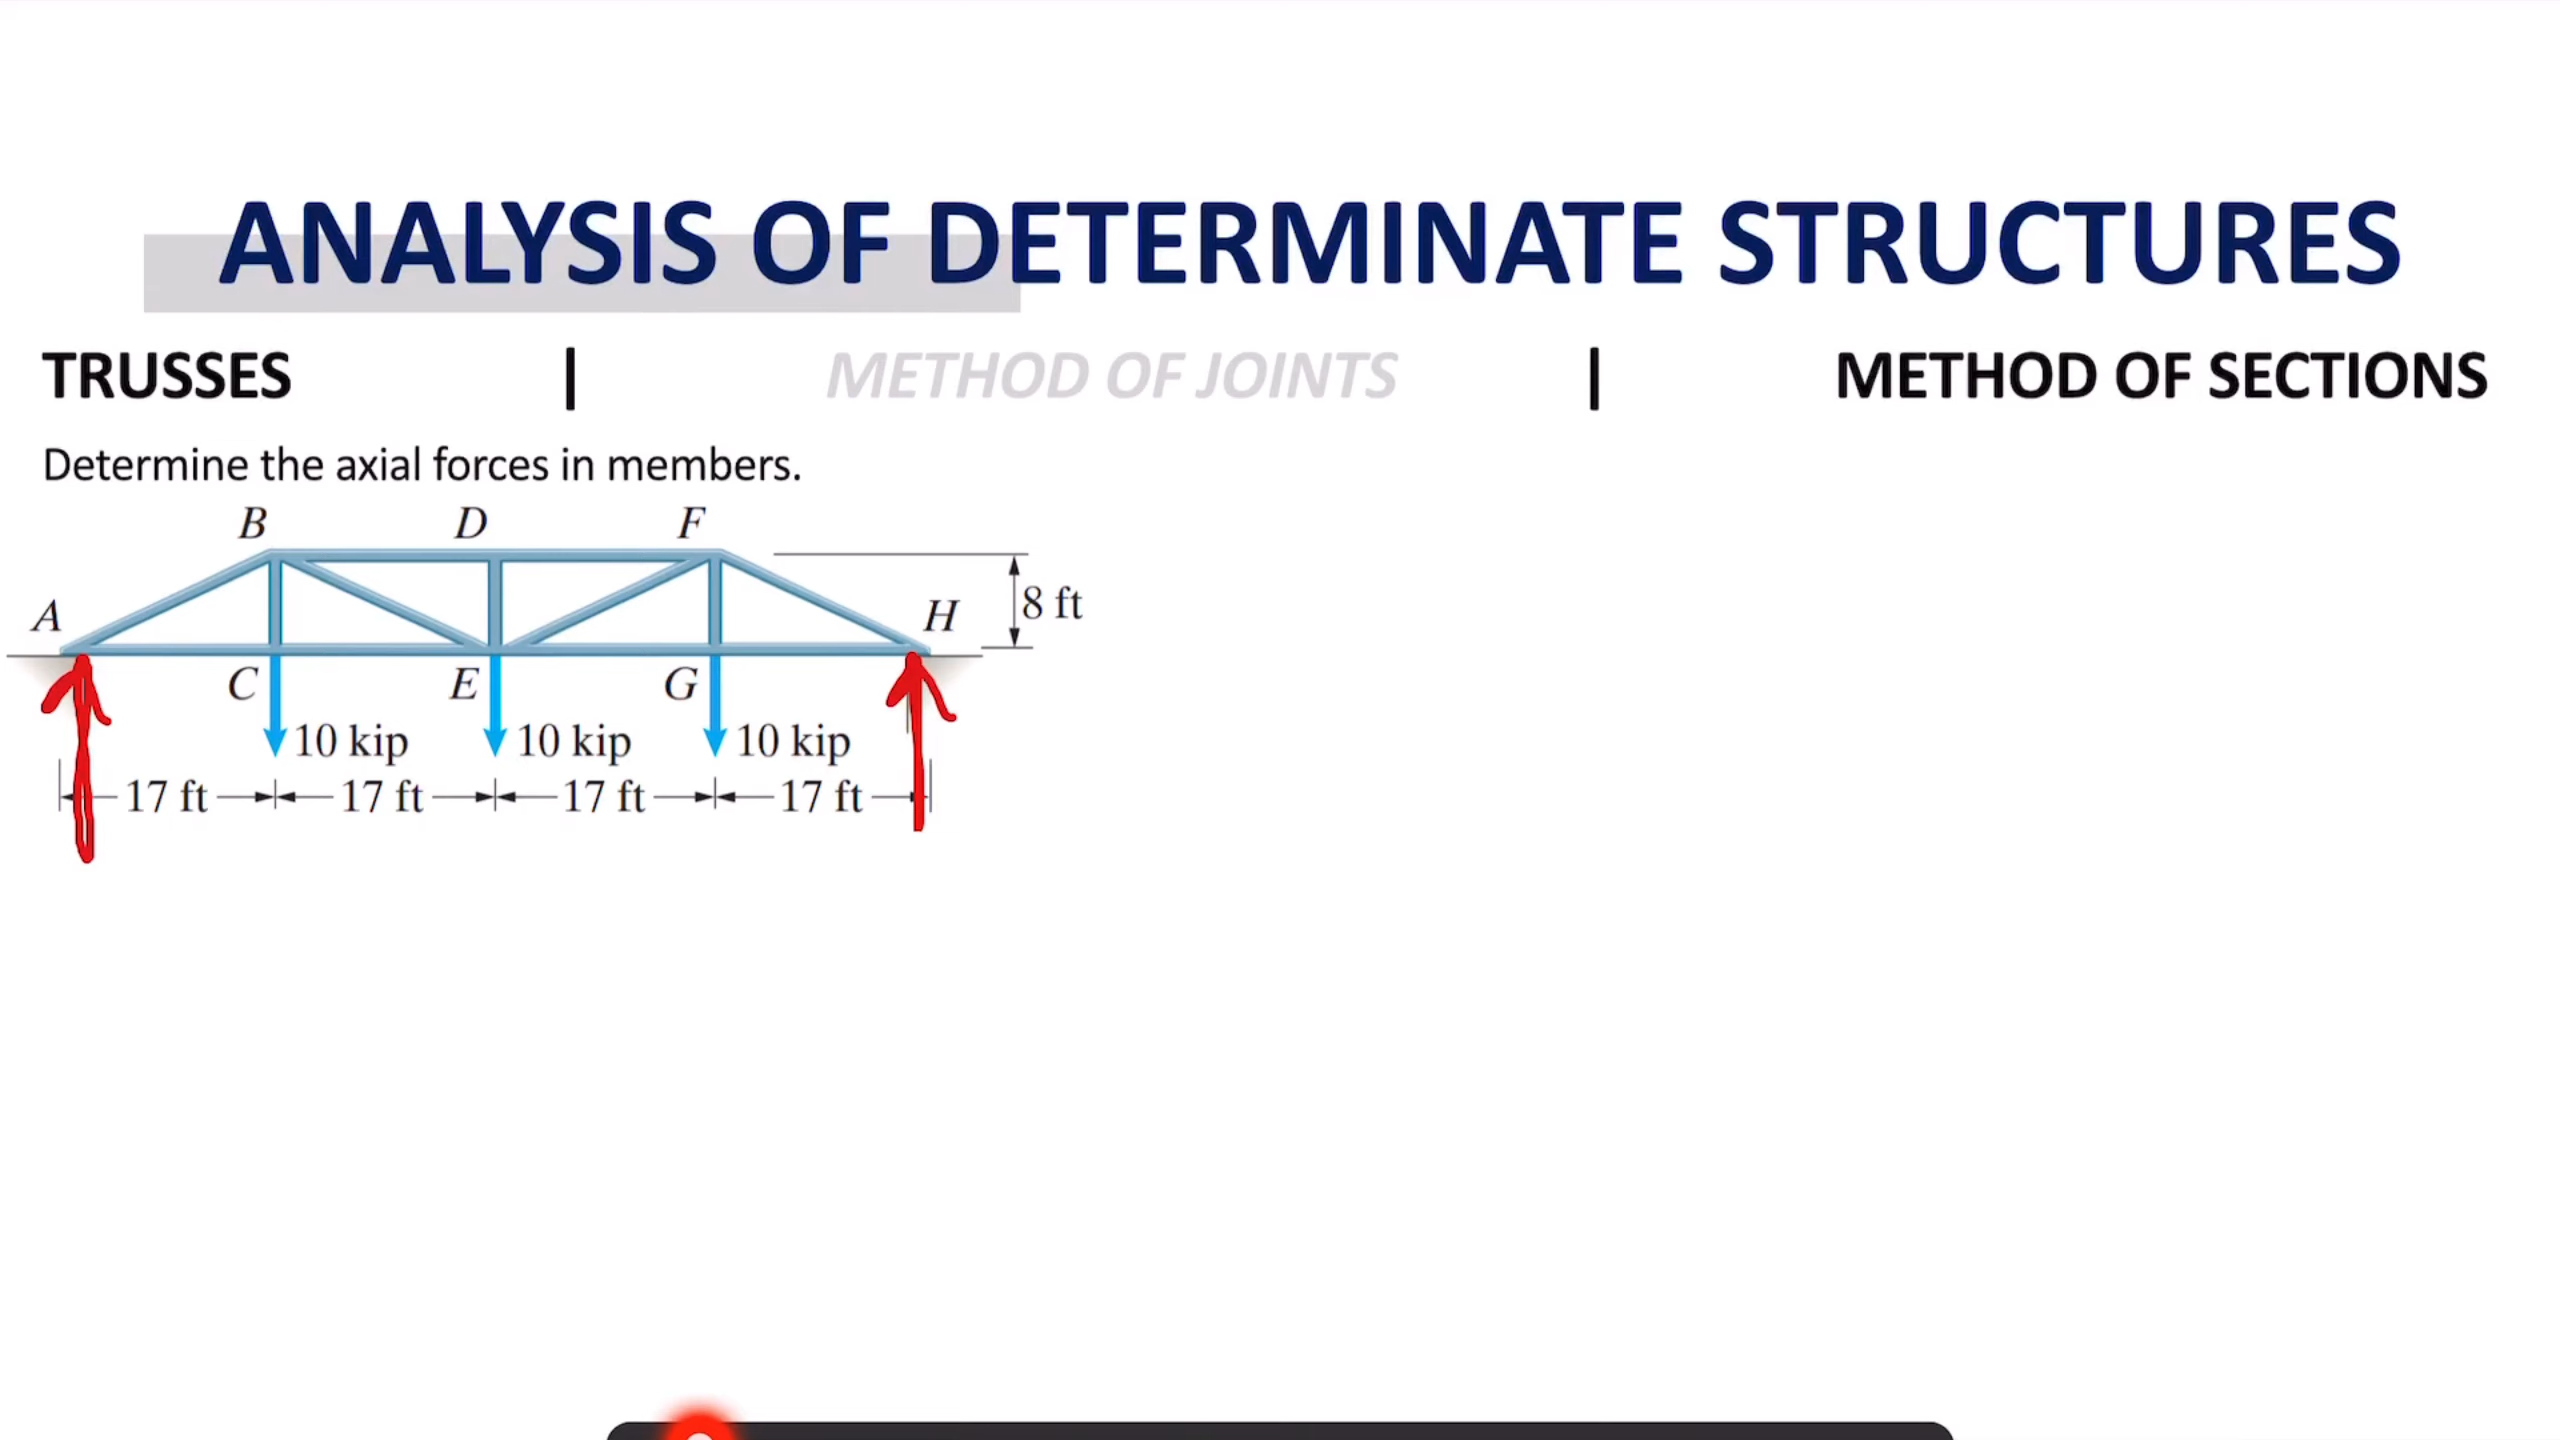 ANALYSIS OF DETERMINATE STRUCTURES
TRUSSES | METHOD OF JOINTS | METHOD OF SECTIONS
Determine the axial forces in members.
B D F
A H 8 ft
C E G
10 kip 10 kip 10 kip
17 ft 17 ft 17 ft 17 ft